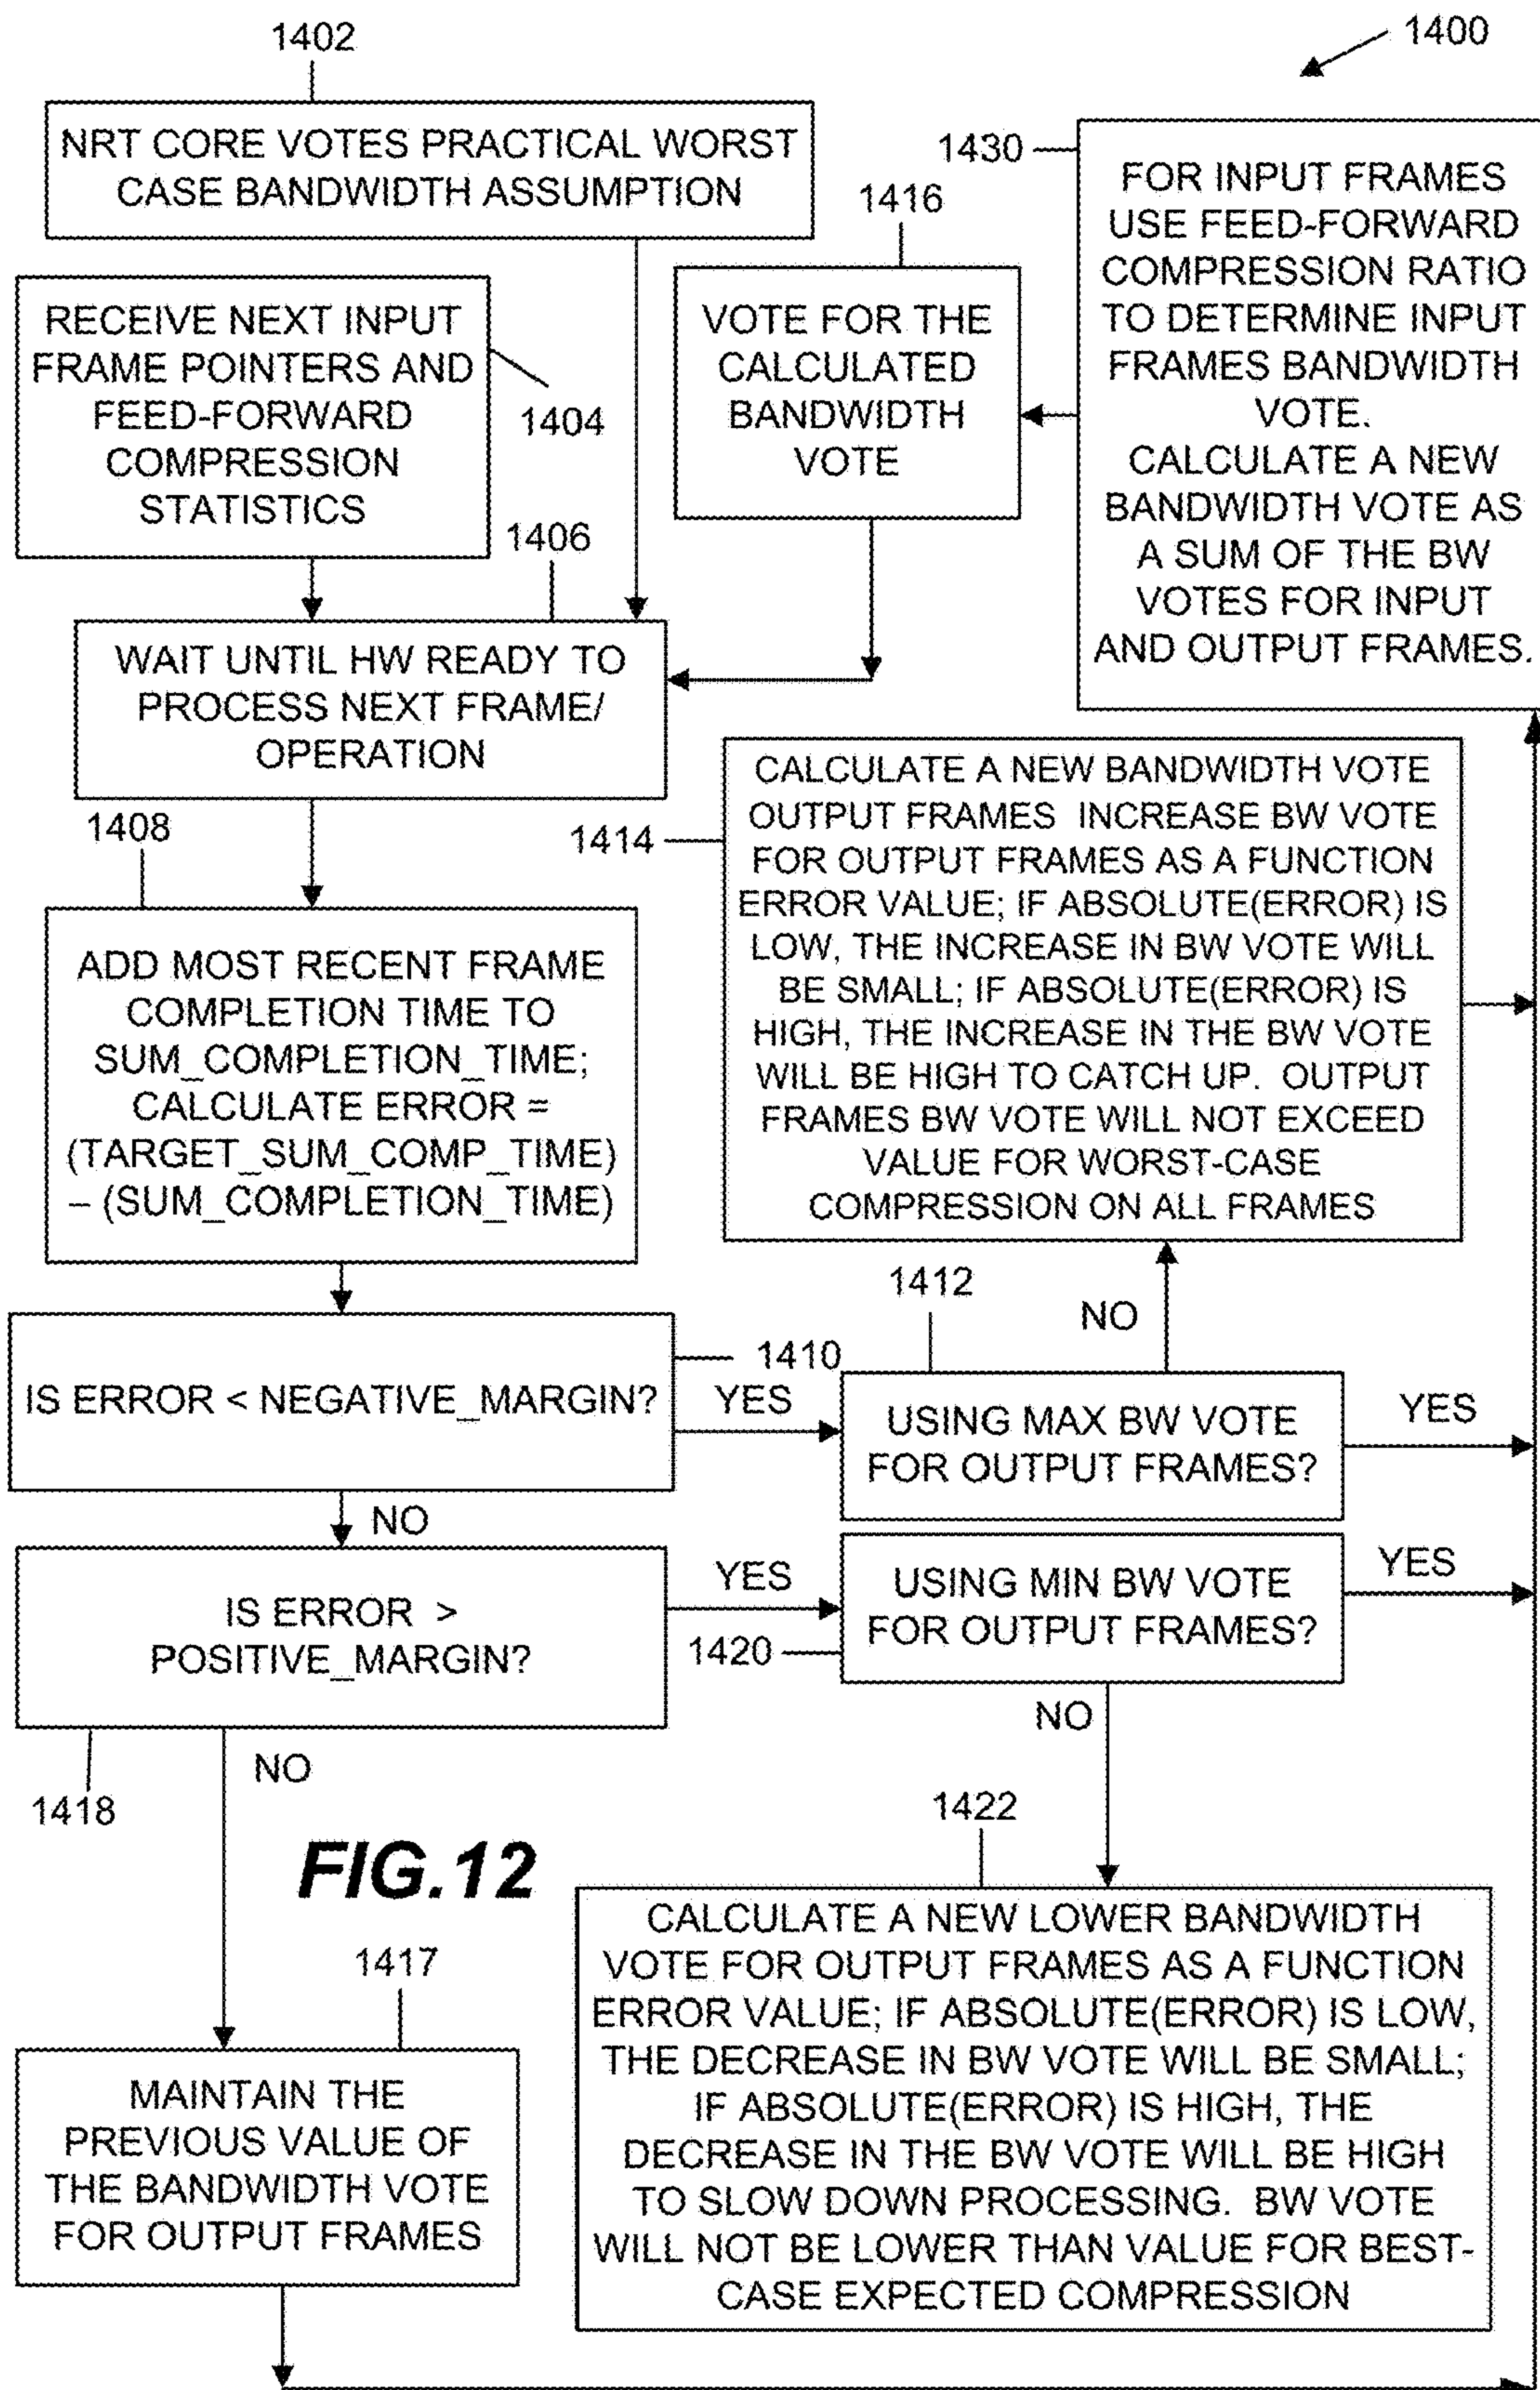 1402
1400
NRT CORE VOTES PRACTICAL WORST
CASE BANDWIDTH ASSUMPTION
1430
FOR INPUT FRAMES
USE FEED-FORWARD
COMPRESSION RATIO
TO DETERMINE INPUT
FRAMES BANDWIDTH
VOTE.
CALCULATE A NEW
BANDWIDTH VOTE AS
A SUM OF THE BW
VOTES FOR INPUT
AND OUTPUT FRAMES.
1416
VOTE FOR THE
CALCULATED
BANDWIDTH
VOTE
RECEIVE NEXT INPUT
FRAME POINTERS AND
FEED-FORWARD
COMPRESSION
STATISTICS
1404
1406
WAIT UNTIL HW READY TO
PROCESS NEXT FRAME/
OPERATION
1408
ADD MOST RECENT FRAME
COMPLETION TIME TO
SUM_COMPLETION_TIME;
CALCULATE ERROR =
(TARGET_SUM_COMP_TIME)
– (SUM_COMPLETION_TIME)
1414
CALCULATE A NEW BANDWIDTH VOTE
OUTPUT FRAMES INCREASE BW VOTE
FOR OUTPUT FRAMES AS A FUNCTION
ERROR VALUE; IF ABSOLUTE(ERROR) IS
LOW, THE INCREASE IN BW VOTE WILL
BE SMALL; IF ABSOLUTE(ERROR) IS
HIGH, THE INCREASE IN THE BW VOTE
WILL BE HIGH TO CATCH UP. OUTPUT
FRAMES BW VOTE WILL NOT EXCEED
VALUE FOR WORST-CASE
COMPRESSION ON ALL FRAMES
1412
NO
1410
IS ERROR < NEGATIVE_MARGIN?
YES
USING MAX BW VOTE
FOR OUTPUT FRAMES?
YES
NO
IS ERROR >
POSITIVE_MARGIN?
YES
1420
USING MIN BW VOTE
FOR OUTPUT FRAMES?
YES
NO
NO
1418
1422
FIG.12
CALCULATE A NEW LOWER BANDWIDTH
VOTE FOR OUTPUT FRAMES AS A FUNCTION
ERROR VALUE; IF ABSOLUTE(ERROR) IS LOW,
THE DECREASE IN BW VOTE WILL BE SMALL;
IF ABSOLUTE(ERROR) IS HIGH, THE
DECREASE IN THE BW VOTE WILL BE HIGH
TO SLOW DOWN PROCESSING. BW VOTE
WILL NOT BE LOWER THAN VALUE FOR BEST-
CASE EXPECTED COMPRESSION
1417
MAINTAIN THE
PREVIOUS VALUE OF
THE BANDWIDTH VOTE
FOR OUTPUT FRAMES